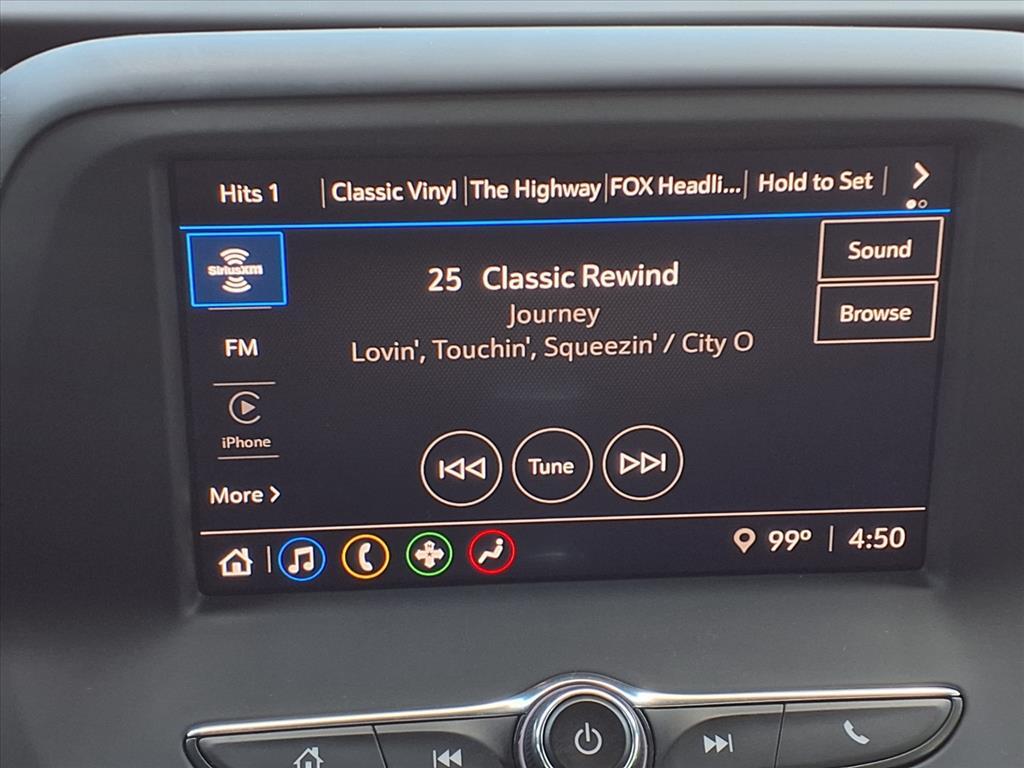 Hits 1 | Classic Vinyl | The Highway | FOX Headli... | Hold to Set |
SiriusXM
25 Classic Rewind
Sound
Journey
Browse
Lovin', Touchin', Squeezin' / City O
FM
iPhone
Tune
More >
99° | 4:50